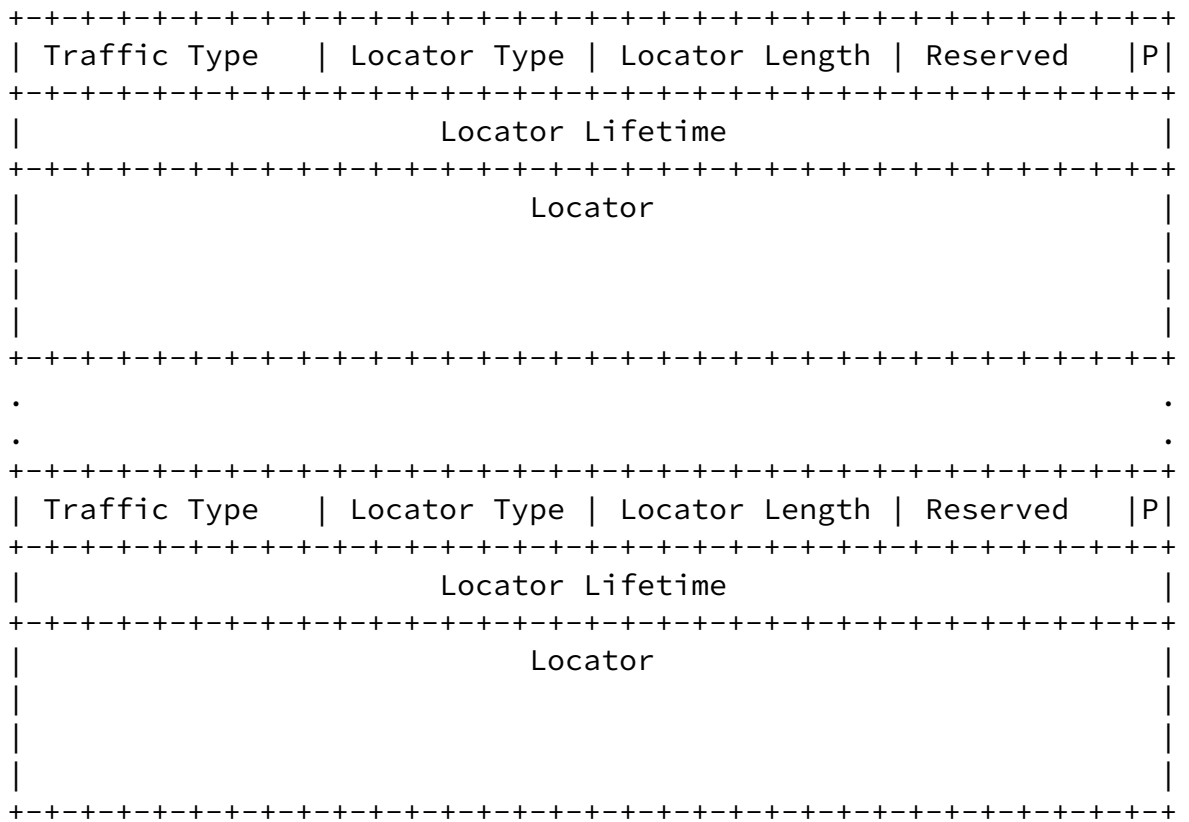 +-+-+-+-+-+-+-+-+-+-+-+-+-+-+-+-+-+-+-+-+-+-+-+-+-+-+-+-+-+-+-+-+
| Traffic Type   | Locator Type | Locator Length | Reserved   |P|
+-+-+-+-+-+-+-+-+-+-+-+-+-+-+-+-+-+-+-+-+-+-+-+-+-+-+-+-+-+-+-+-+
|                       Locator Lifetime                        |
+-+-+-+-+-+-+-+-+-+-+-+-+-+-+-+-+-+-+-+-+-+-+-+-+-+-+-+-+-+-+-+-+
|                            Locator                            |
|                                                               |
|                                                               |
|                                                               |
+-+-+-+-+-+-+-+-+-+-+-+-+-+-+-+-+-+-+-+-+-+-+-+-+-+-+-+-+-+-+-+-+
.                                                               .
.                                                               .
+-+-+-+-+-+-+-+-+-+-+-+-+-+-+-+-+-+-+-+-+-+-+-+-+-+-+-+-+-+-+-+-+
| Traffic Type   | Locator Type | Locator Length | Reserved   |P|
+-+-+-+-+-+-+-+-+-+-+-+-+-+-+-+-+-+-+-+-+-+-+-+-+-+-+-+-+-+-+-+-+
|                       Locator Lifetime                        |
+-+-+-+-+-+-+-+-+-+-+-+-+-+-+-+-+-+-+-+-+-+-+-+-+-+-+-+-+-+-+-+-+
|                            Locator                            |
|                                                               |
|                                                               |
|                                                               |
+-+-+-+-+-+-+-+-+-+-+-+-+-+-+-+-+-+-+-+-+-+-+-+-+-+-+-+-+-+-+-+-+